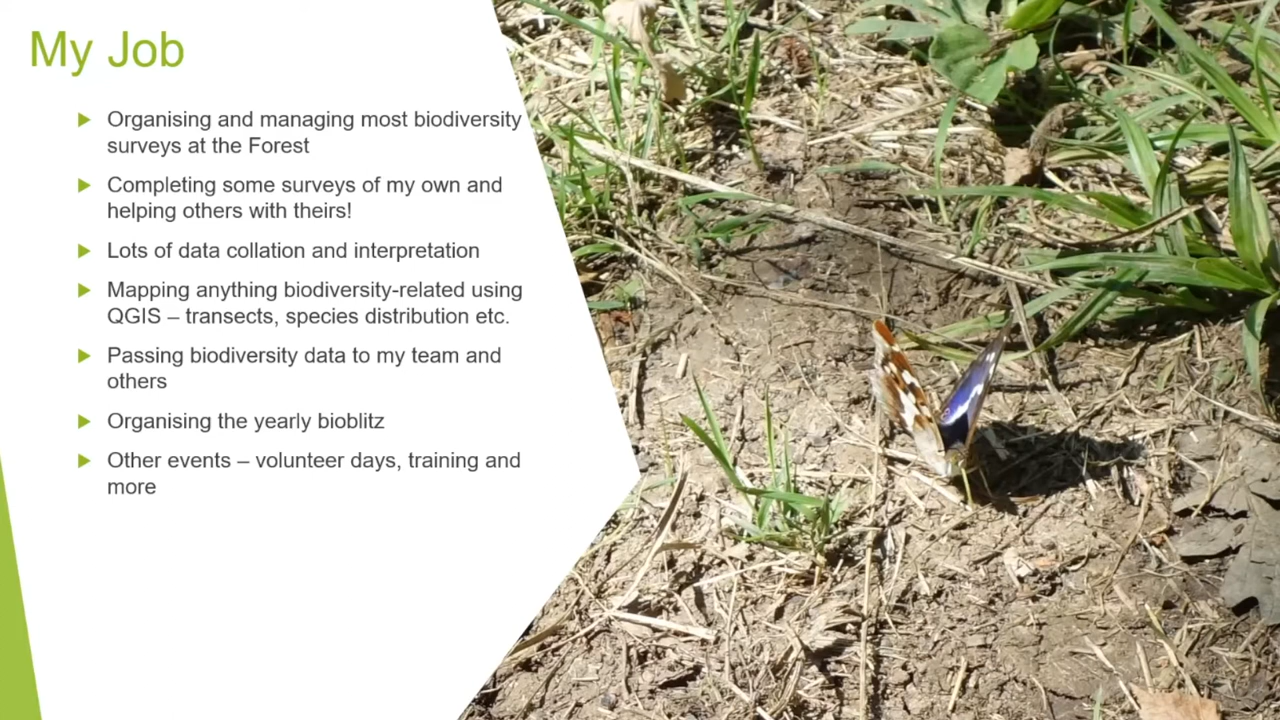 My Job
Organising and managing most biodiversity
surveys at the Forest
Completing some surveys of my own and
helping others with theirs!
Lots of data collation and interpretation
Mapping anything biodiversity-related using
QGIS – transects, species distribution etc.
Passing biodiversity data to my team and
others
Organising the yearly bioblitz
Other events – volunteer days, training and
more